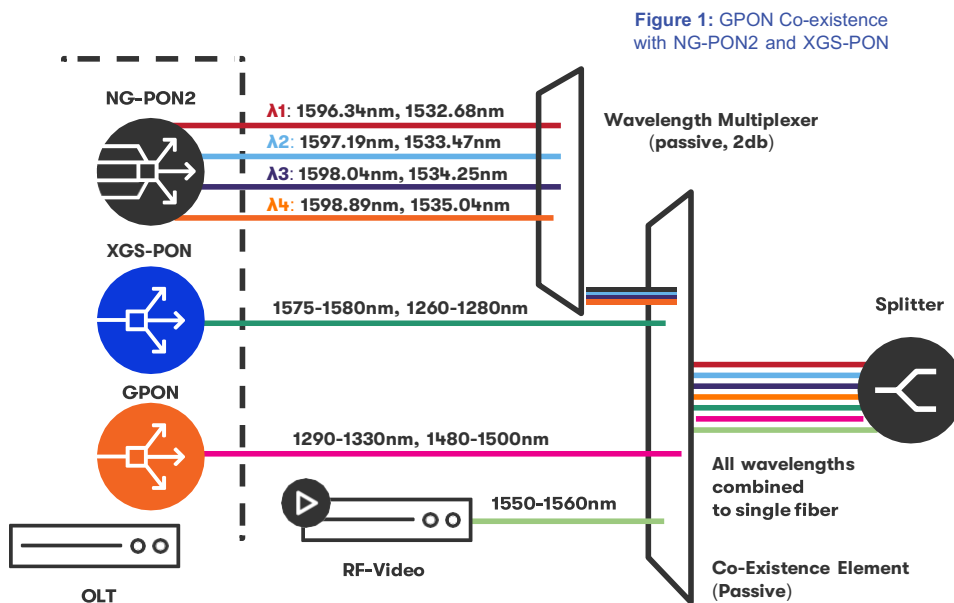 Figure 1: GPON Co-existence
with NG-PON2 and XGS-PON
NG-PON2
λ1: 1596.34nm, 1532.68nm
λ2: 1597.19nm, 1533.47nm
λ3: 1598.04nm, 1534.25nm
λ4: 1598.89nm, 1535.04nm
Wavelength Multiplexer
(passive, 2db)
XGS-PON
1575-1580nm, 1260-1280nm
Splitter
GPON
1290-1330nm, 1480-1500nm
All wavelengths
combined
to single fiber
1550-1560nm
RF-Video
Co-Existence Element
(Passive)
OLT